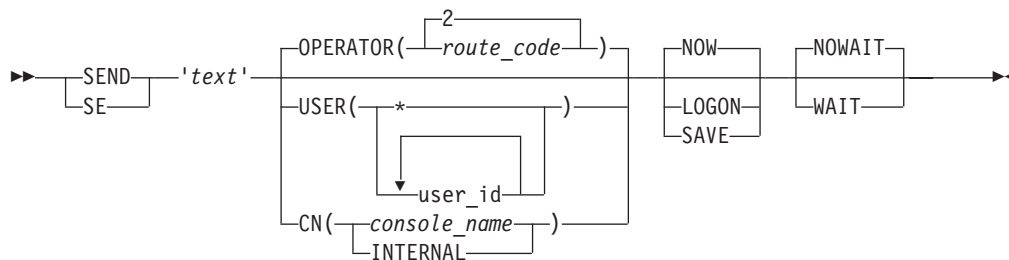 2
OPERATOR( route_code ) NOW NOWAIT
SEND 'text'
SE USER( * ) LOGON WAIT
SAVE
user_id
CN( console_name )
INTERNAL